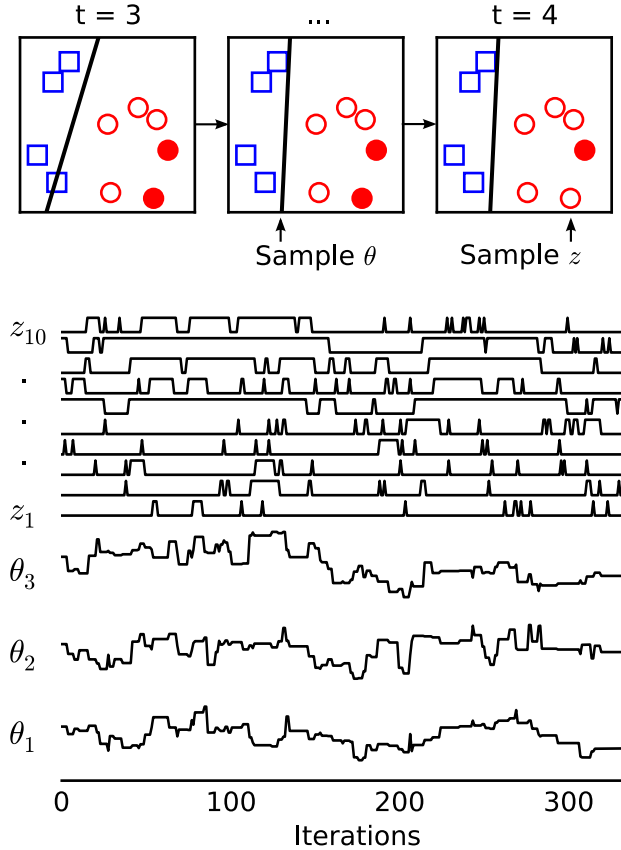 t = 3 ... t = 4
Sample θ Sample z
z10
.
.
.
z1
θ3
θ2
θ1
0 100 200 300
Iterations